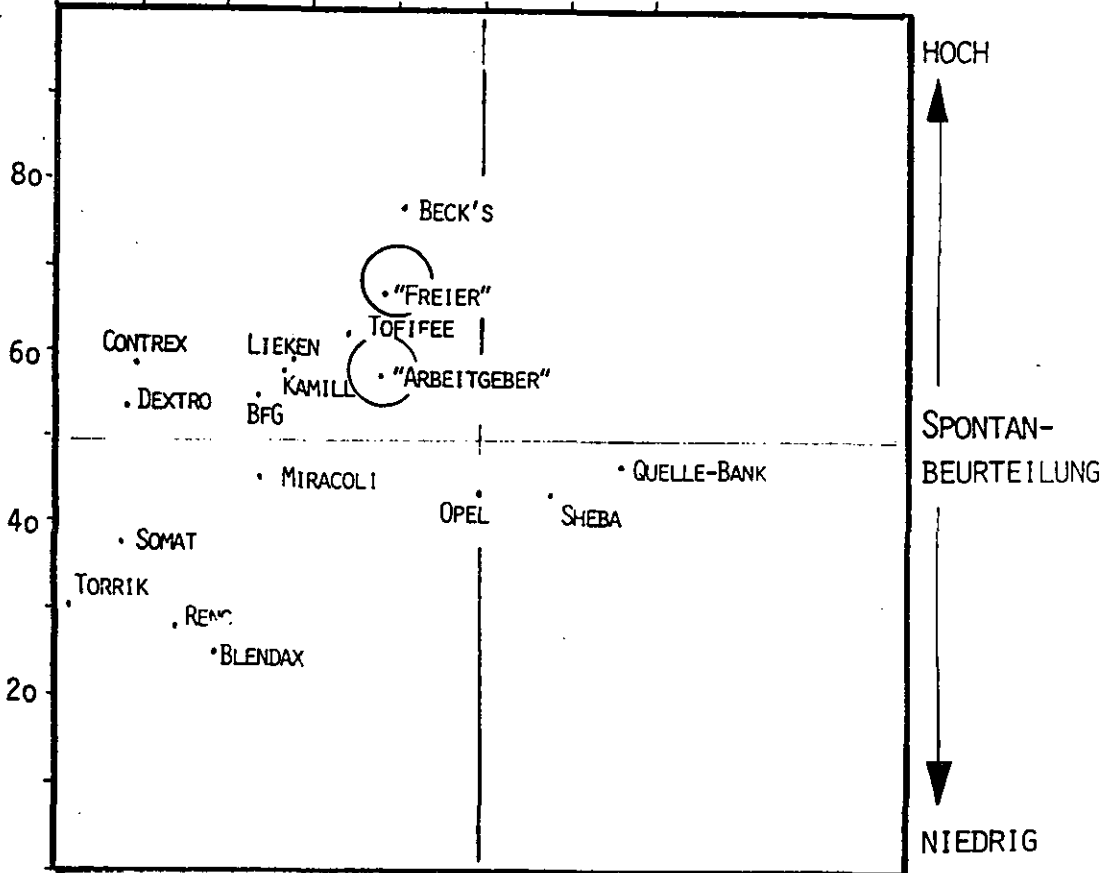 HOCH
80
BECK'S
"FREIER"
TOFIFEE
60
CONTREX
LIEKEN
KAMILL
"ARBEITGEBER"
DEXTRO
BFG
SPONTAN-
BEURTEILUNG
MIRACOLI
QUELLE-BANK
OPEL
SHEBA
40
SOMAT
TORRIK
BLENDAX
20
NIEDRIG